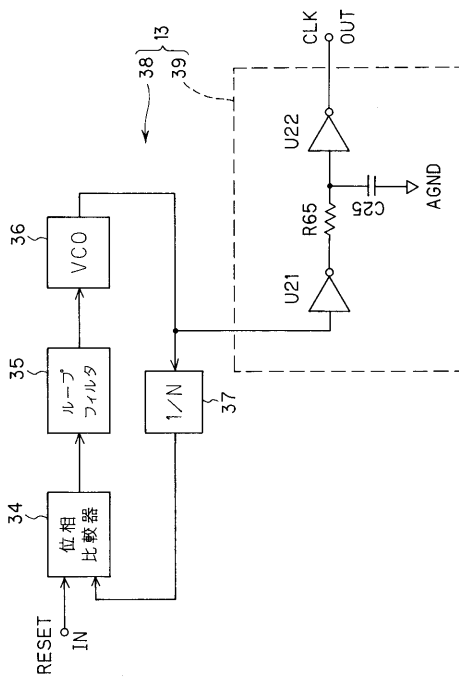 RESET
IN
34
位相
比較器
35
ループ
フィルタ
36
VCO
1/N
37
38
39
13
U21
R65
C25
AGND
U22
CLK
OUT